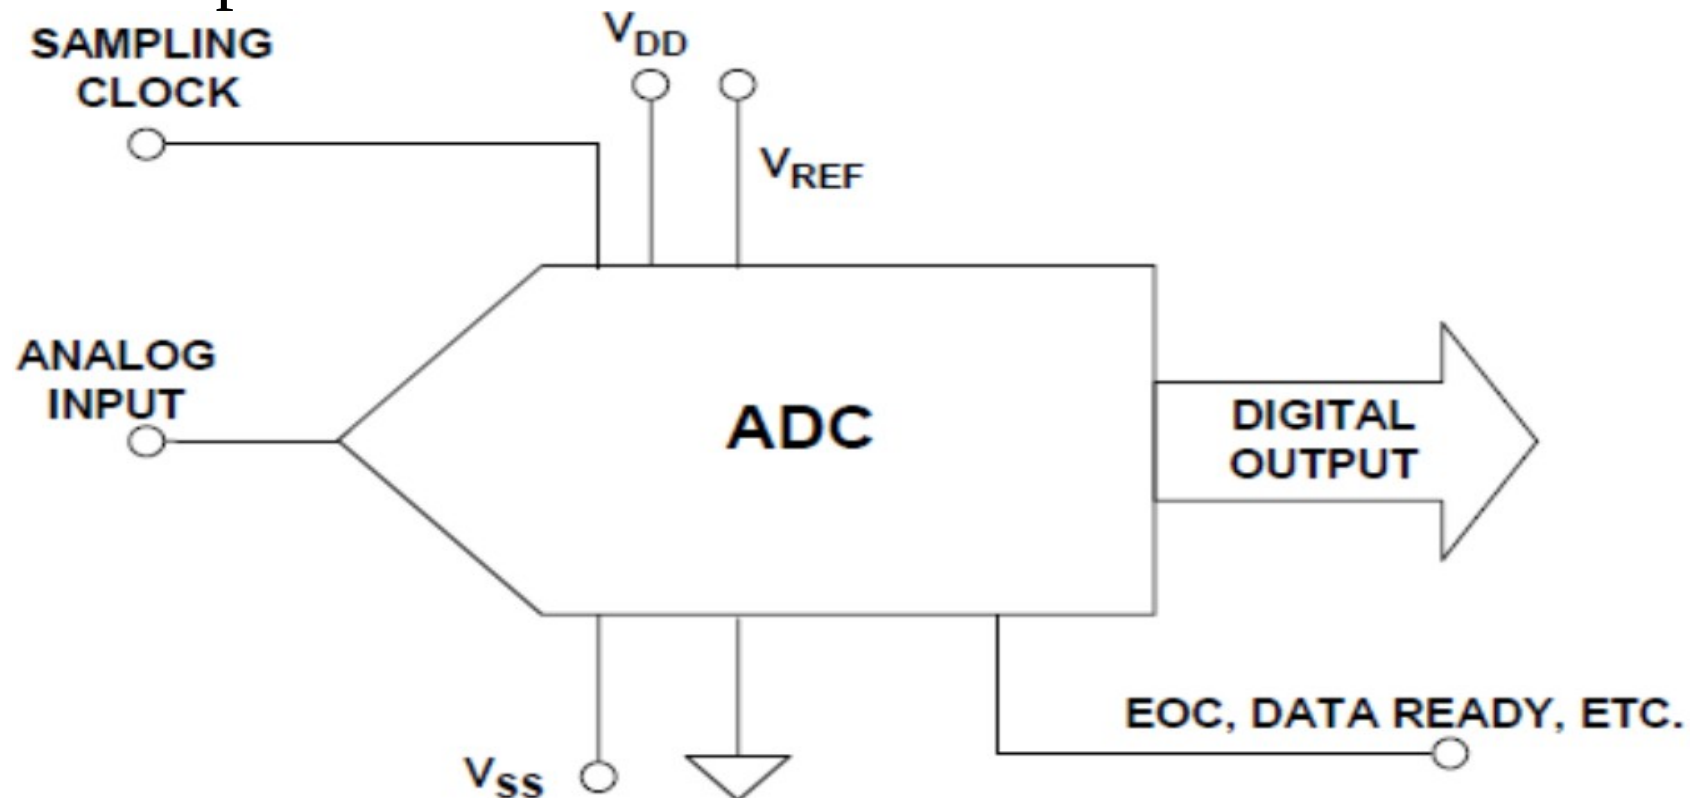 SAMPLING
CLOCK
VDD
VREF
ANALOG
INPUT
ADC
DIGITAL
OUTPUT
EOC, DATA READY, ETC.
VSS